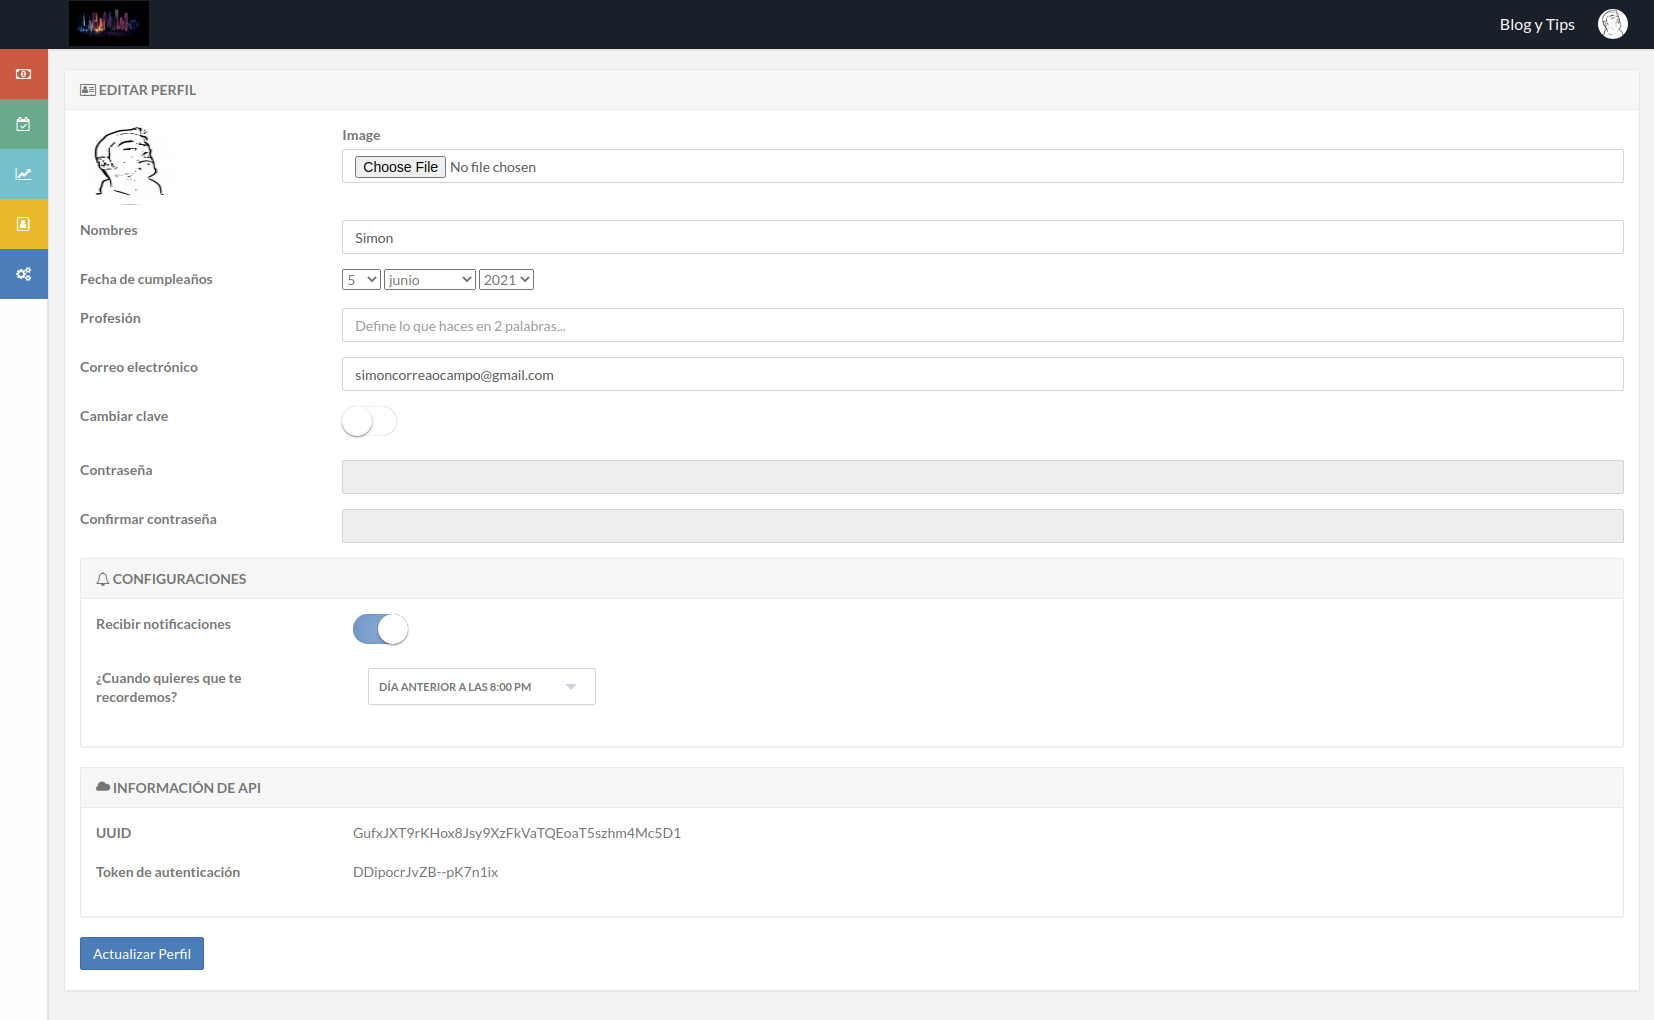 Blog y Tips
EDITAR PERFIL
Image
Choose File No file chosen
Nombres
Simon
Fecha de cumpleaños
5 junio 2021
Profesión
Define lo que haces en 2 palabras...
Correo electrónico
simoncorreaocampo@gmail.com
Cambiar clave
Contraseña
Confirmar contraseña
CONFIGURACIONES
Recibir notificaciones
¿Cuando quieres que te
recordemos?
DÍA ANTERIOR A LAS 8:00 PM
INFORMACIÓN DE API
UUID
GufxJXT9rKHox8Jsy9XzFkVaTQEoaT5szhm4Mc5D1
Token de autenticación
DDipocrJvZB--pK7n1ix
Actualizar Perfil